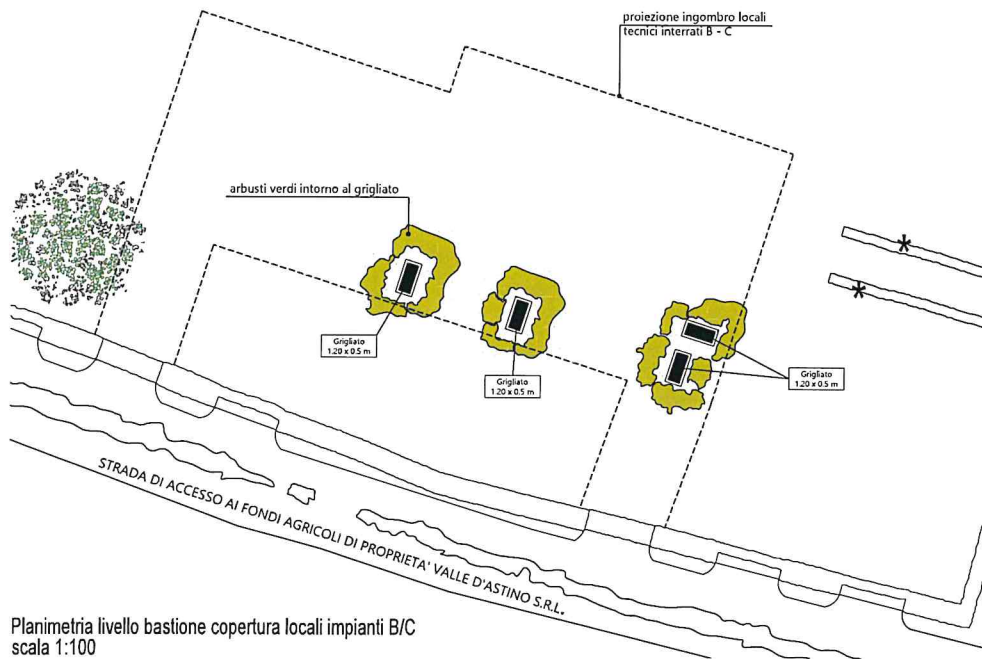 proiezione ingombro locali
tecnici interrati B - C
arbusti verdi intorno al grigliato
Grigliato
1.20 x 0.5 m
Grigliato
1.20 x 0.5 m
Grigliato
1.20 x 0.5 m
STRADA DI ACCESSO AI FONDI AGRICOLI DI PROPRIETA' VALLE D'ASTINO S.R.L.
Planimetria livello bastione copertura locali impianti B/C
scala 1:100